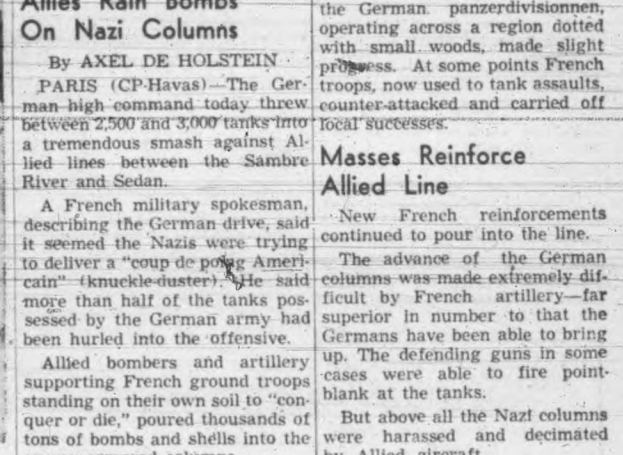 Allies Rain Bombs
On Nazi Columns
By AXEL DE HOLSTEIN
PARIS (CP-Havas)—The Ger-
man high command today threw
between 2,500 and 3,000 tanks into
a tremendous smash against Al-
lied lines between the Sambre
River and Sedan.
A French military spokesman,
describing the German drive, said
it seemed the Nazis were trying
to deliver a "coup de poing Ameri-
cain" (knuckle-duster). He said
more than half of the tanks pos-
sessed by the German army had
been hurled into the offensive.
Allied bombers and artillery
supporting French ground troops
standing on their own soil to "con-
quer or die," poured thousands of
tons of bombs and shells into the
columns.
the German panzerdivisionnen,
operating across a region dotted
with small woods, made slight
progress. At some points French
troops, now used to tank assaults,
counter-attacked and carried off
local successes.
Masses Reinforce
Allied Line
New French reinforcements
continued to pour into the line.
The advance of the German
columns was made extremely dif-
ficult by French artillery—far
superior in number to that the
Germans have been able to bring
up. The defending guns in some
cases were able to fire point-
blank at the tanks.
But above all the Nazi columns
were harassed and decimated
by Allied aircraft.